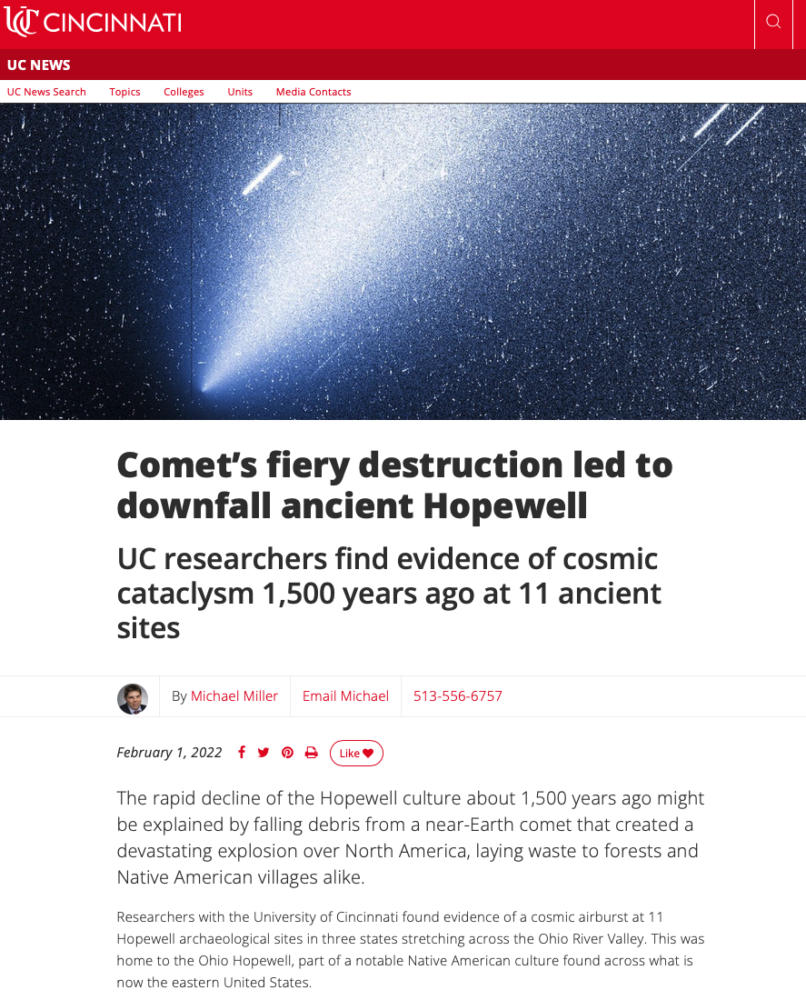 UC CINCINNATI
UC NEWS
UC News Search Topics Colleges Units Media Contacts
Comet’s fiery destruction led to
downfall ancient Hopewell
UC researchers find evidence of cosmic
cataclysm 1,500 years ago at 11 ancient
sites
By Michael Miller Email Michael 513-556-6757
February 1, 2022 Like
The rapid decline of the Hopewell culture about 1,500 years ago might
be explained by falling debris from a near-Earth comet that created a
devastating explosion over North America, laying waste to forests and
Native American villages alike.
Researchers with the University of Cincinnati found evidence of a cosmic airburst at 11
Hopewell archaeological sites in three states stretching across the Ohio River Valley. This was
home to the Ohio Hopewell, part of a notable Native American culture found across what is
now the eastern United States.